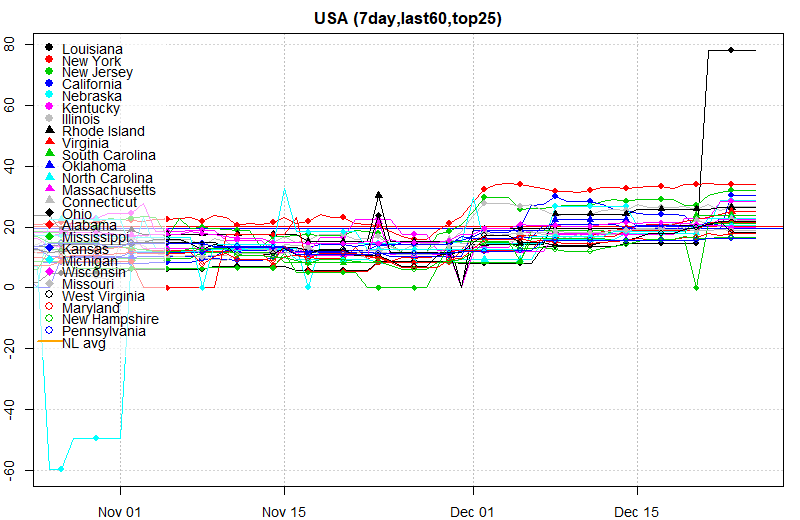 USA (7day,last60,top25)
80
60
40
20
0
-20
-40
-60
Louisiana
New York
New Jersey
California
Nebraska
Kentucky
Illinois
Rhode Island
Virginia
South Carolina
Oklahoma
North Carolina
Massachusetts
Connecticut
Ohio
Alabama
Mississippi
Kansas
Michigan
Wisconsin
Missouri
West Virginia
Maryland
New Hampshire
Pennsylvania
NL avg
Nov 01 Nov 15 Dec 01 Dec 15